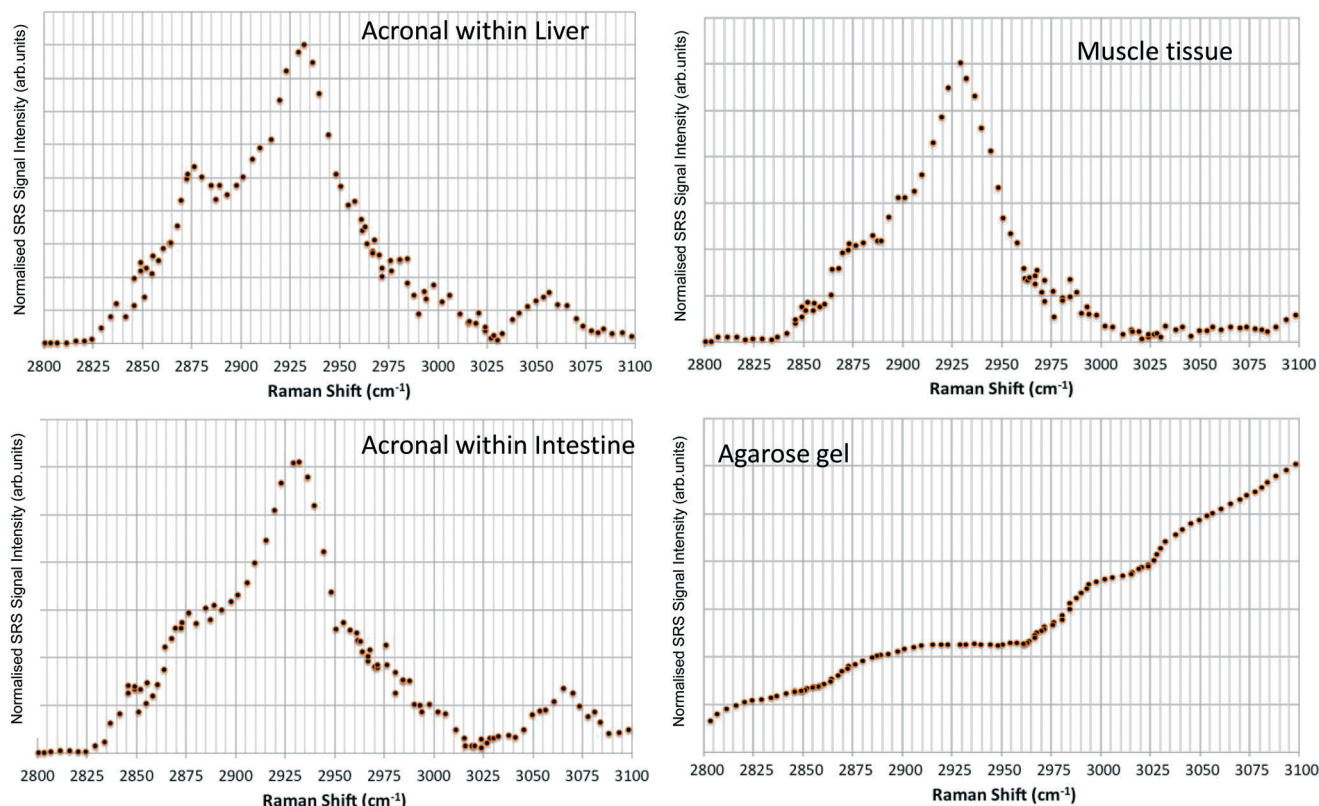 Acronal within Liver
Normalised SRS Signal Intensity (arb.units)
2800 2825 2850 2875 2900 2925 2950 2975 3000 3025 3050 3075 3100
Raman Shift (cm-1)
Muscle tissue
Normalised SRS Signal Intensity (arb.units)
2800 2825 2850 2875 2900 2925 2950 2975 3000 3025 3050 3075 3100
Raman Shift (cm-1)
Acronal within Intestine
Normalised SRS Signal Intensity (arb.units)
2800 2825 2850 2875 2900 2925 2950 2975 3000 3025 3050 3075 3100
Raman Shift (cm-1)
Agarose gel
Normalised SRS Signal Intensity (arb.units)
2800 2825 2850 2875 2900 2925 2950 2975 3000 3025 3050 3075 3100
Raman Shift (cm-1)